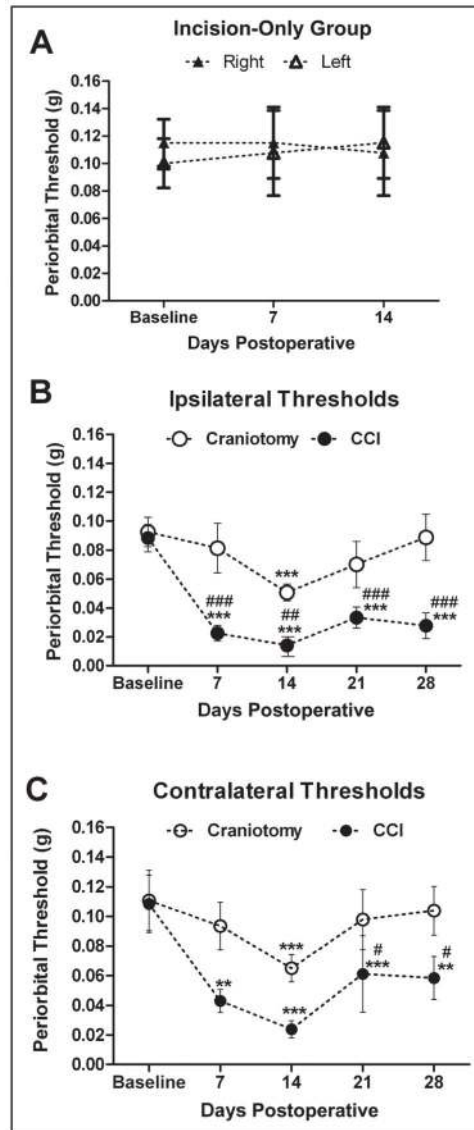 A
Incision-Only Group
Right Left
Periorbital Threshold (g)
0.16
0.14
0.12
0.10
0.08
0.06
0.04
0.02
0.00
Baseline 7 14
Days Postoperative
B
Ipsilateral Thresholds
Craniotomy CCI
Periorbital Threshold (g)
0.16
0.14
0.12
0.10
0.08
0.06
0.04
0.02
0.00
***
### ## ### ###
*** *** *** ***
Baseline 7 14 21 28
Days Postoperative
C
Contralateral Thresholds
Craniotomy CCI
Periorbital Threshold (g)
0.16
0.14
0.12
0.10
0.08
0.06
0.04
0.02
0.00
***
# #
** *** *** **
Baseline 7 14 21 28
Days Postoperative